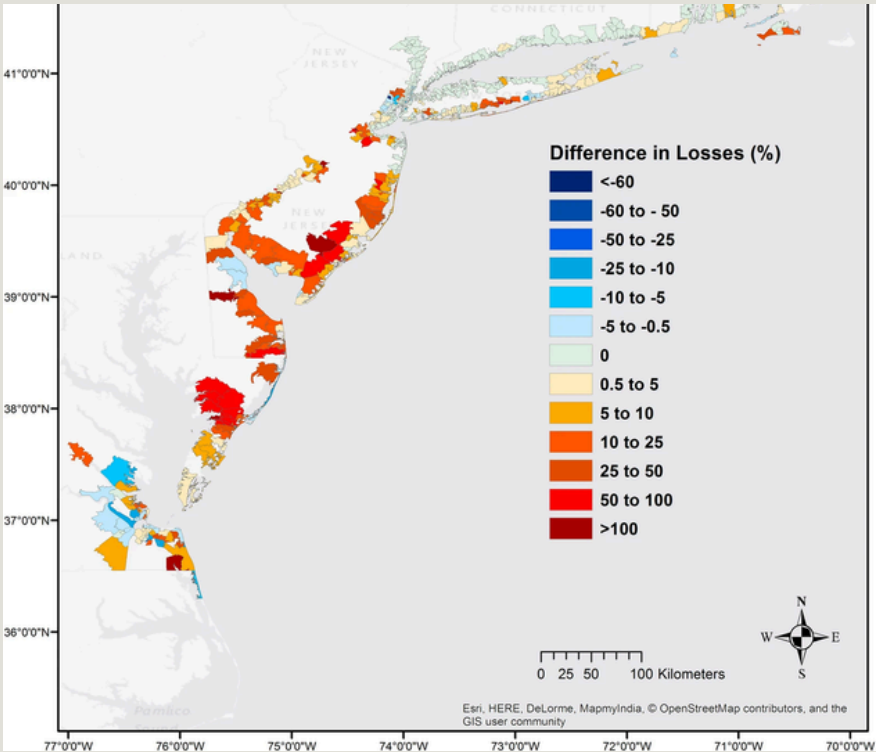 CONNECTICUT
NEW
JERSEY
41°0'0"N
Difference in Losses (%)
<-60
40°0'0"N
-60 to - 50
NEW
JERSEY
-50 to -25
LAND
-25 to -10
39°0'0"N
-10 to -5
-5 to -0.5
0
0.5 to 5
38°0'0"N
5 to 10
10 to 25
25 to 50
50 to 100
37°0'0"N
>100
N
36°0'0"N
W
E
S
0 25 50 100 Kilometers
Pamlico
Esri, HERE, DeLorme, MapmyIndia, © OpenStreetMap contributors, and the
GIS user community
77°0'0"W 76°0'0"W 75°0'0"W 74°0'0"W 73°0'0"W 72°0'0"W 71°0'0"W 70°0'0"W